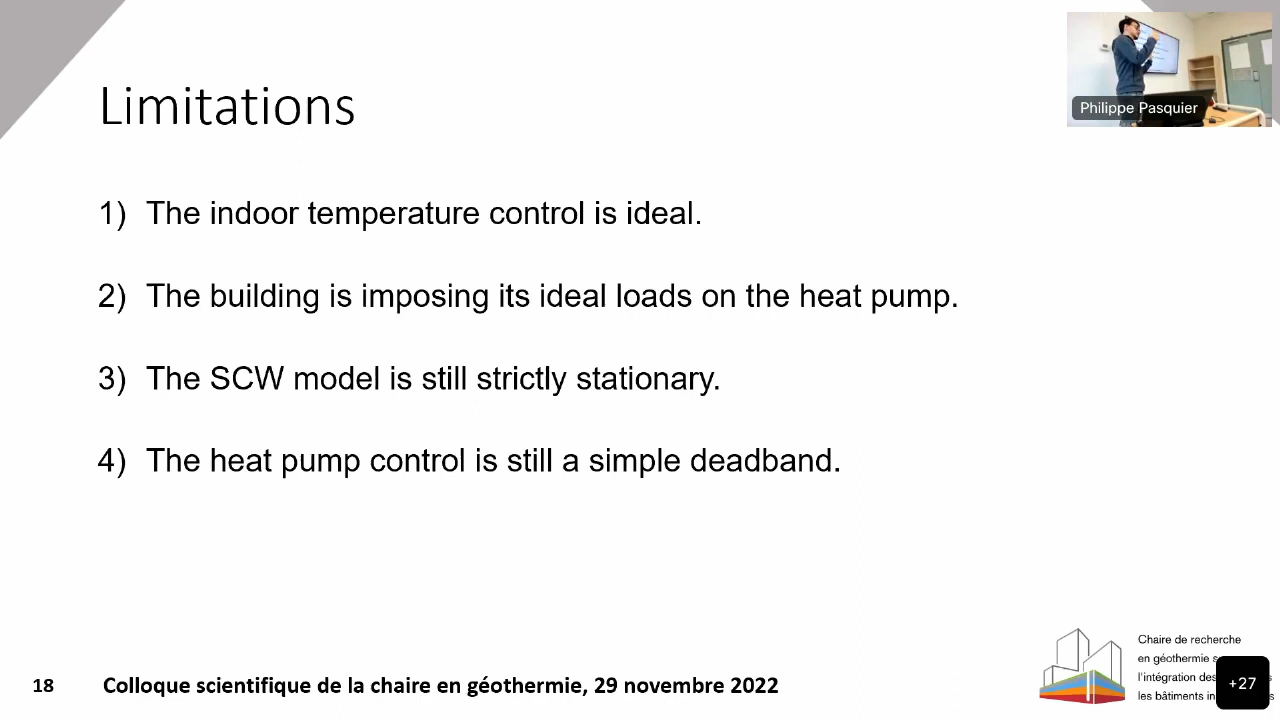 Limitations
Philippe Pasquier
1) The indoor temperature control is ideal.
2) The building is imposing its ideal loads on the heat pump.
3) The SCW model is still strictly stationary.
4) The heat pump control is still a simple deadband.
18 Colloque scientifique de la chaire en géothermie, 29 novembre 2022
Chaire de recherche
en géothermie
l'intégration des
les bâtiments
+27